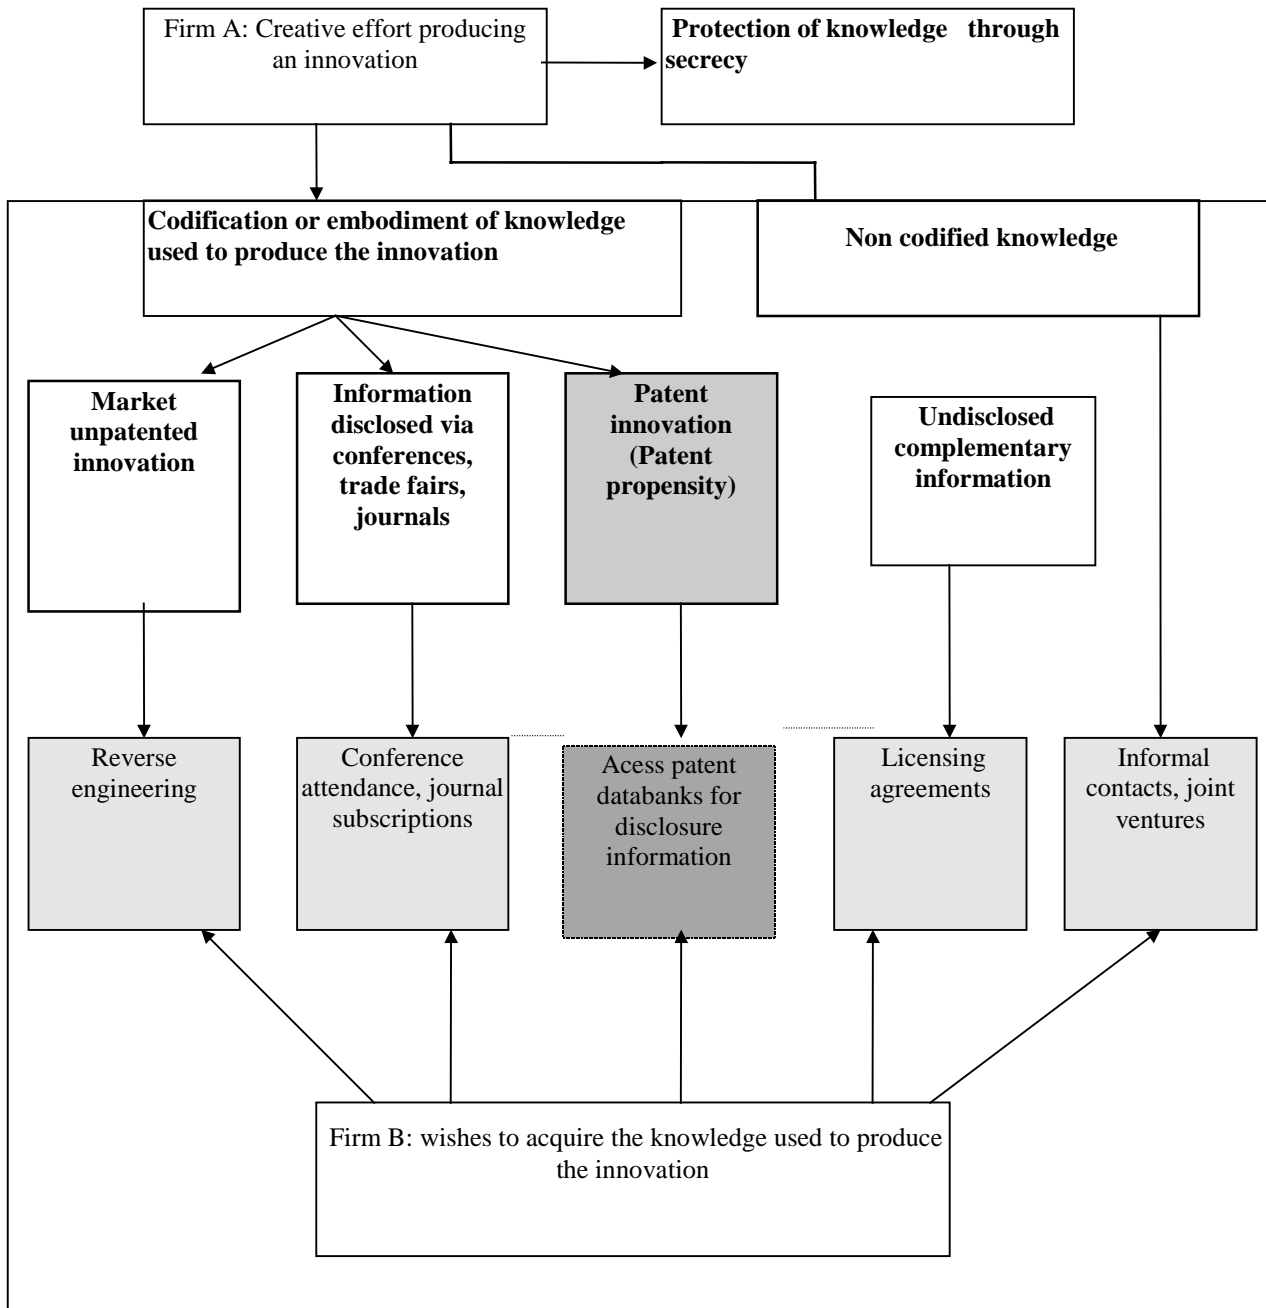 Firm A: Creative effort producing
an innovation
Protection of knowledge through
secrecy
Codification or embodiment of knowledge
used to produce the innovation
Non codified knowledge
Market
unpatented
innovation
Information
disclosed via
conferences,
trade fairs,
journals
Patent
innovation
(Patent
propensity)
Undisclosed
complementary
information
Reverse
engineering
Conference
attendance, journal
subscriptions
Acess patent
databanks for
disclosure
information
Licensing
agreements
Informal
contacts, joint
ventures
Firm B: wishes to acquire the knowledge used to produce
the innovation